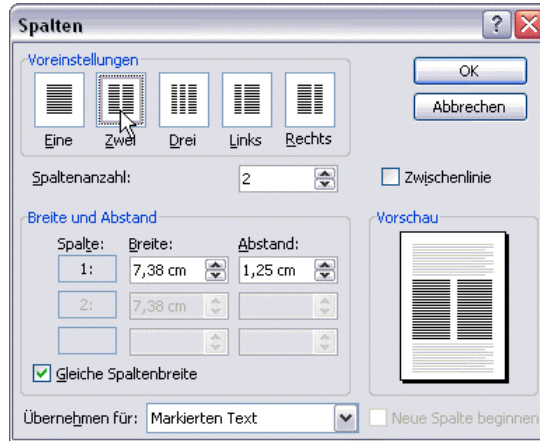 Spalten
Voreinstellungen
Eine Zwei Drei Links Rechts
OK
Abbrechen
Spaltenanzahl: 2
Zwischenlinie
Breite und Abstand
Spalte: Breite: Abstand:
1: 7,38 cm 1,25 cm
2: 7,38 cm
Gleiche Spaltenbreite
Vorschau
Übernehmen für: Markierten Text
Neue Spalte beginnen